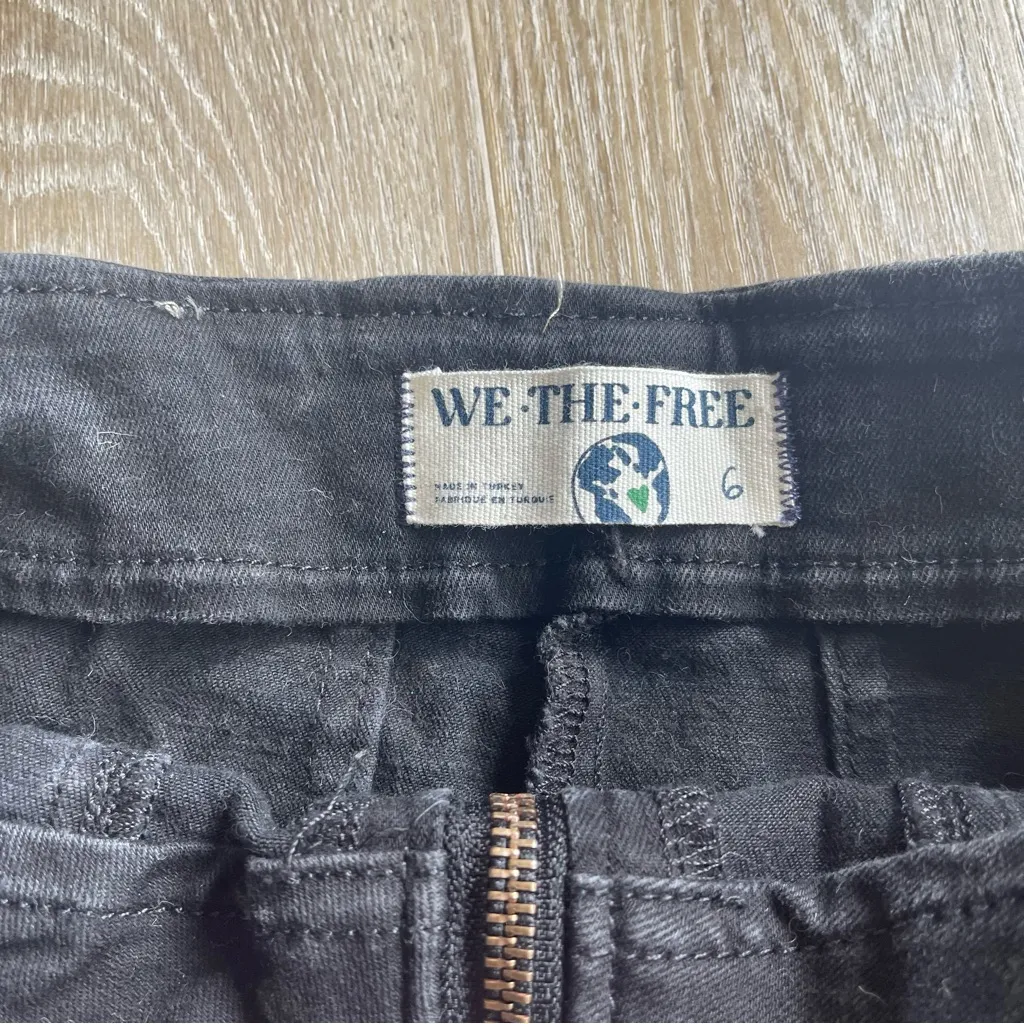 WE·THE·FREE
MADE IN TURKEY
FABRIQUÉ EN TURQUIE
6